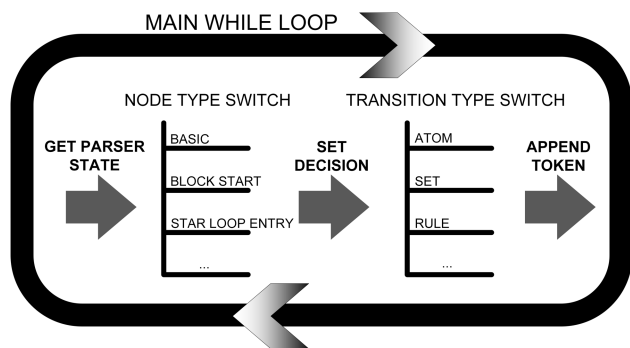 MAIN WHILE LOOP
NODE TYPE SWITCH
TRANSITION TYPE SWITCH
GET PARSER
STATE
BASIC
BLOCK START
STAR LOOP ENTRY
...
SET
DECISION
ATOM
SET
RULE
...
APPEND
TOKEN